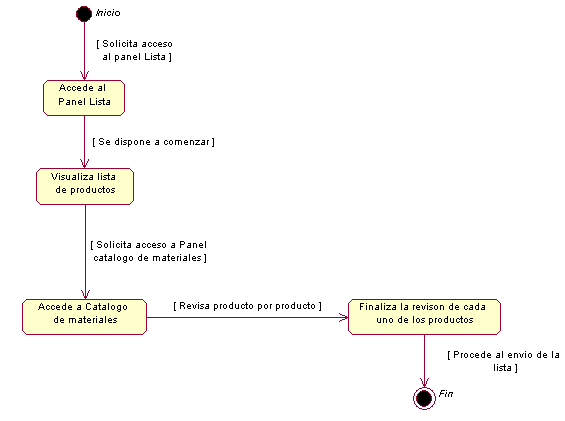 Inicio
[ Solicita acceso
al panel Lista ]
Accede al
Panel Lista
[ Se dispone a comenzar ]
Visualiza lista
de productos
[ Solicita acceso a Panel
catalogo de materiales ]
Accede a Catalogo
de materiales
[ Revisa producto por producto ]
Finaliza la revison de cada
uno de los productos
[ Procede al envio de la
lista ]
Fin